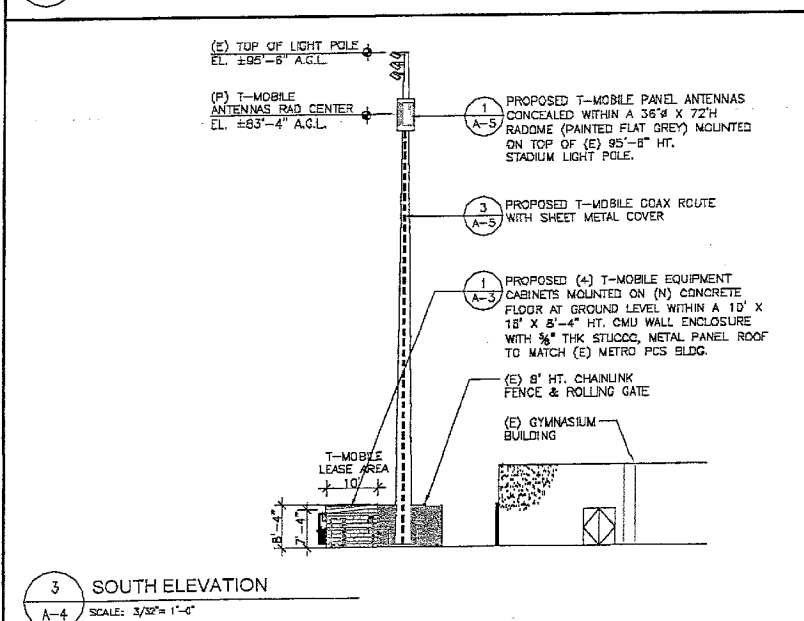 (E) TOP OF LIGHT POLE
EL. ±95'-6" A.G.L.
(P) T-MOBILE
ANTENNAS RAD CENTER
EL. ±83'-4" A.G.L.
1
A-5
PROPOSED T-MOBILE PANEL ANTENNAS
CONCEALED WITHIN A 36"Ø X 72"H
RADOME (PAINTED FLAT GREY) MOUNTED
ON TOP OF (E) 95'-6" HT.
STADIUM LIGHT POLE.
3
A-5
PROPOSED T-MOBILE COAX ROUTE
WITH SHEET METAL COVER
1
A-3
PROPOSED (4) T-MOBILE EQUIPMENT
CABINETS MOUNTED ON (N) CONCRETE
FLOOR AT GROUND LEVEL WITHIN A 10' X
18' X 8'-4" HT. CMU WALL ENCLOSURE
WITH ⅝" THK STUCCO, METAL PANEL ROOF
TO MATCH (E) METRO PCS BLDG.
(E) 8' HT. CHAINLINK
FENCE & ROLLING GATE
(E) GYMNASIUM
BUILDING
T-MOBILE
LEASE AREA
10'
8'-4"
7'-4"
3
A-4
SOUTH ELEVATION
SCALE: 3/32"= 1'-0"